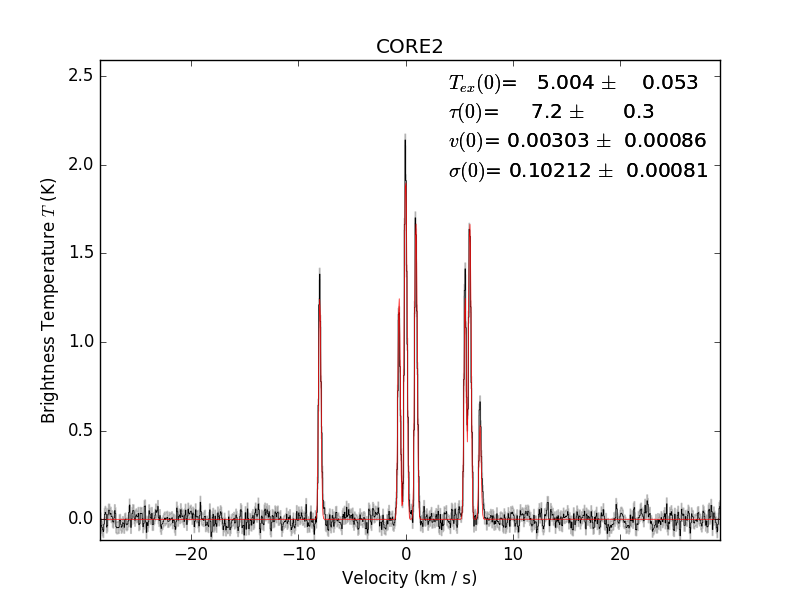 CORE2
T_ex(0)= 5.004 ± 0.053
τ(0)= 7.2 ± 0.3
v(0)= 0.00303 ± 0.00086
σ(0)= 0.10212 ± 0.00081
2.5
2.0
1.5
1.0
0.5
0.0
Brightness Temperature T (K)
−20 −10 0 10 20
Velocity (km / s)